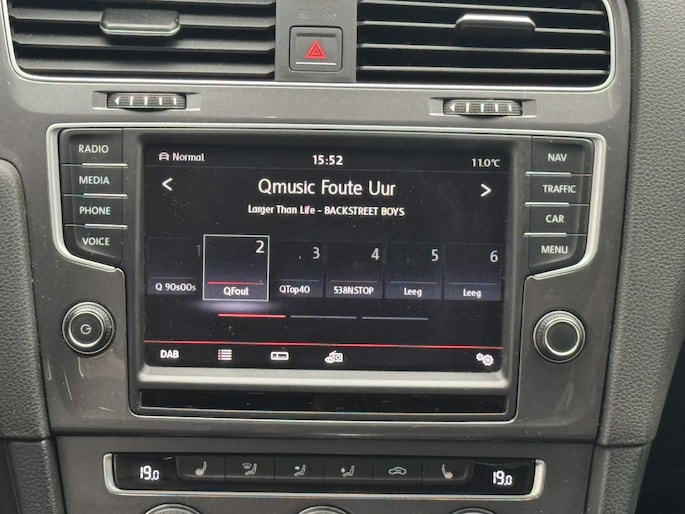 RADIO
MEDIA
PHONE
VOICE
NAV
TRAFFIC
CAR
MENU
Normal 15:52 11.0°C
< Qmusic Foute Uur >
Larger Than Life - BACKSTREET BOYS
1 2 3 4 5 6
Q 90s00s QFout QTop40 538NSTOP Leeg Leeg
DAB
19.0 19.0